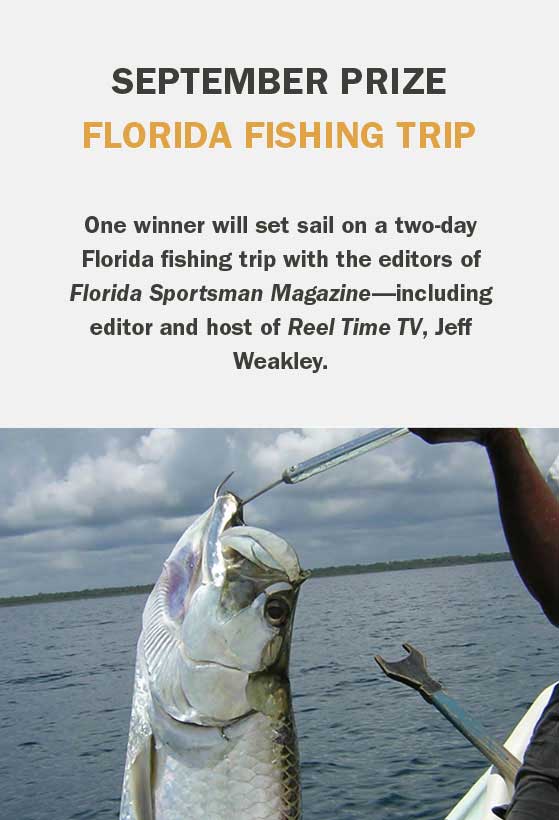 SEPTEMBER PRIZE
FLORIDA FISHING TRIP
One winner will set sail on a two-day
Florida fishing trip with the editors of
Florida Sportsman Magazine—including
editor and host of Reel Time TV, Jeff
Weakley.